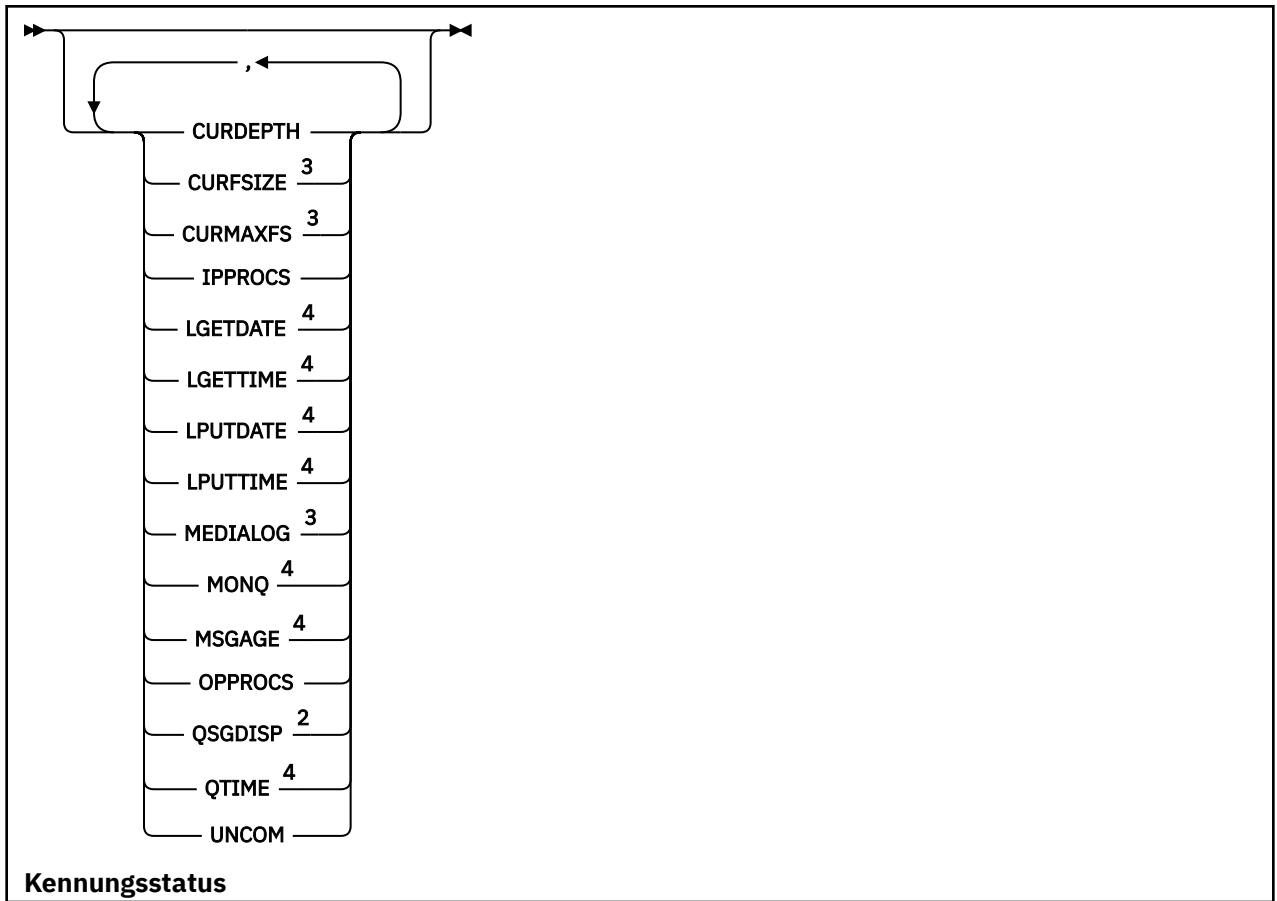 ,
CURDEPTH
CURFSIZE 3
CURMAXFS 3
IPPROCS
LGETDATE 4
LGETTIME 4
LPUTDATE 4
LPUTTIME 4
MEDIALOG 3
MONQ 4
MSGAGE 4
OPPROCS
QSGDISP 2
QTIME 4
UNCOM
Kennungsstatus